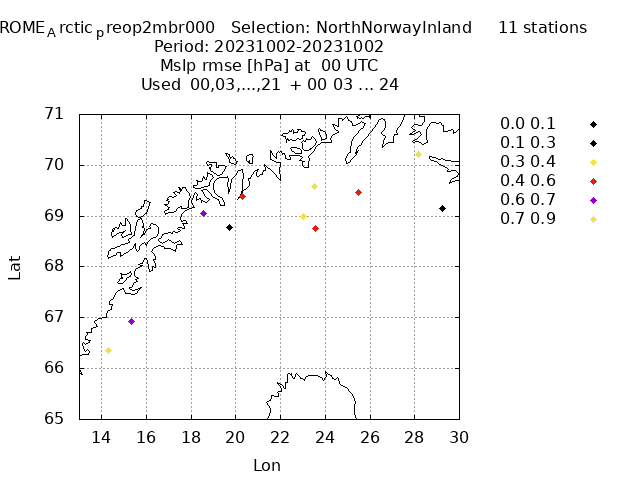 ROME_Arctic_preop2mbr000 Selection: NorthNorwayInland 11 stations
Period: 20231002-20231002
Mslp rmse [hPa] at 00 UTC
Used 00,03,...,21 + 00 03 ... 24
71
70
69
68
67
66
65
14 16 18 20 22 24 26 28 30
Lat
Lon
0.0 0.1
0.1 0.3
0.3 0.4
0.4 0.6
0.6 0.7
0.7 0.9